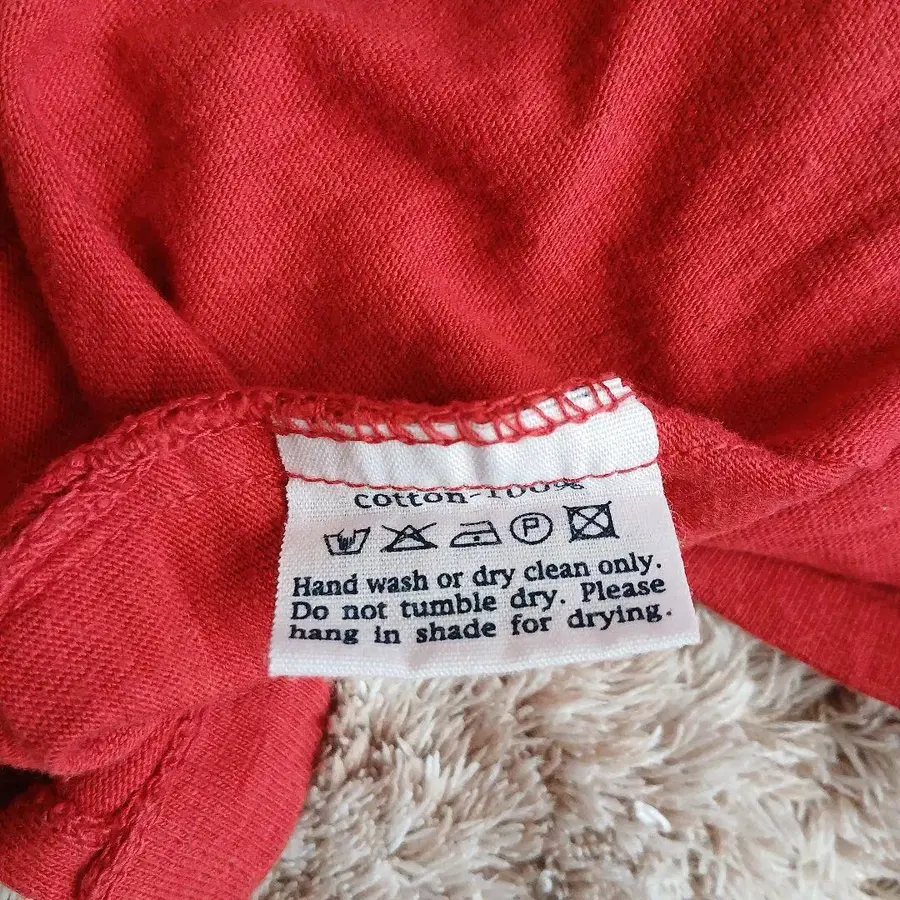 cotton-100%
P
Hand wash or dry clean only.
Do not tumble dry. Please
hang in shade for drying.